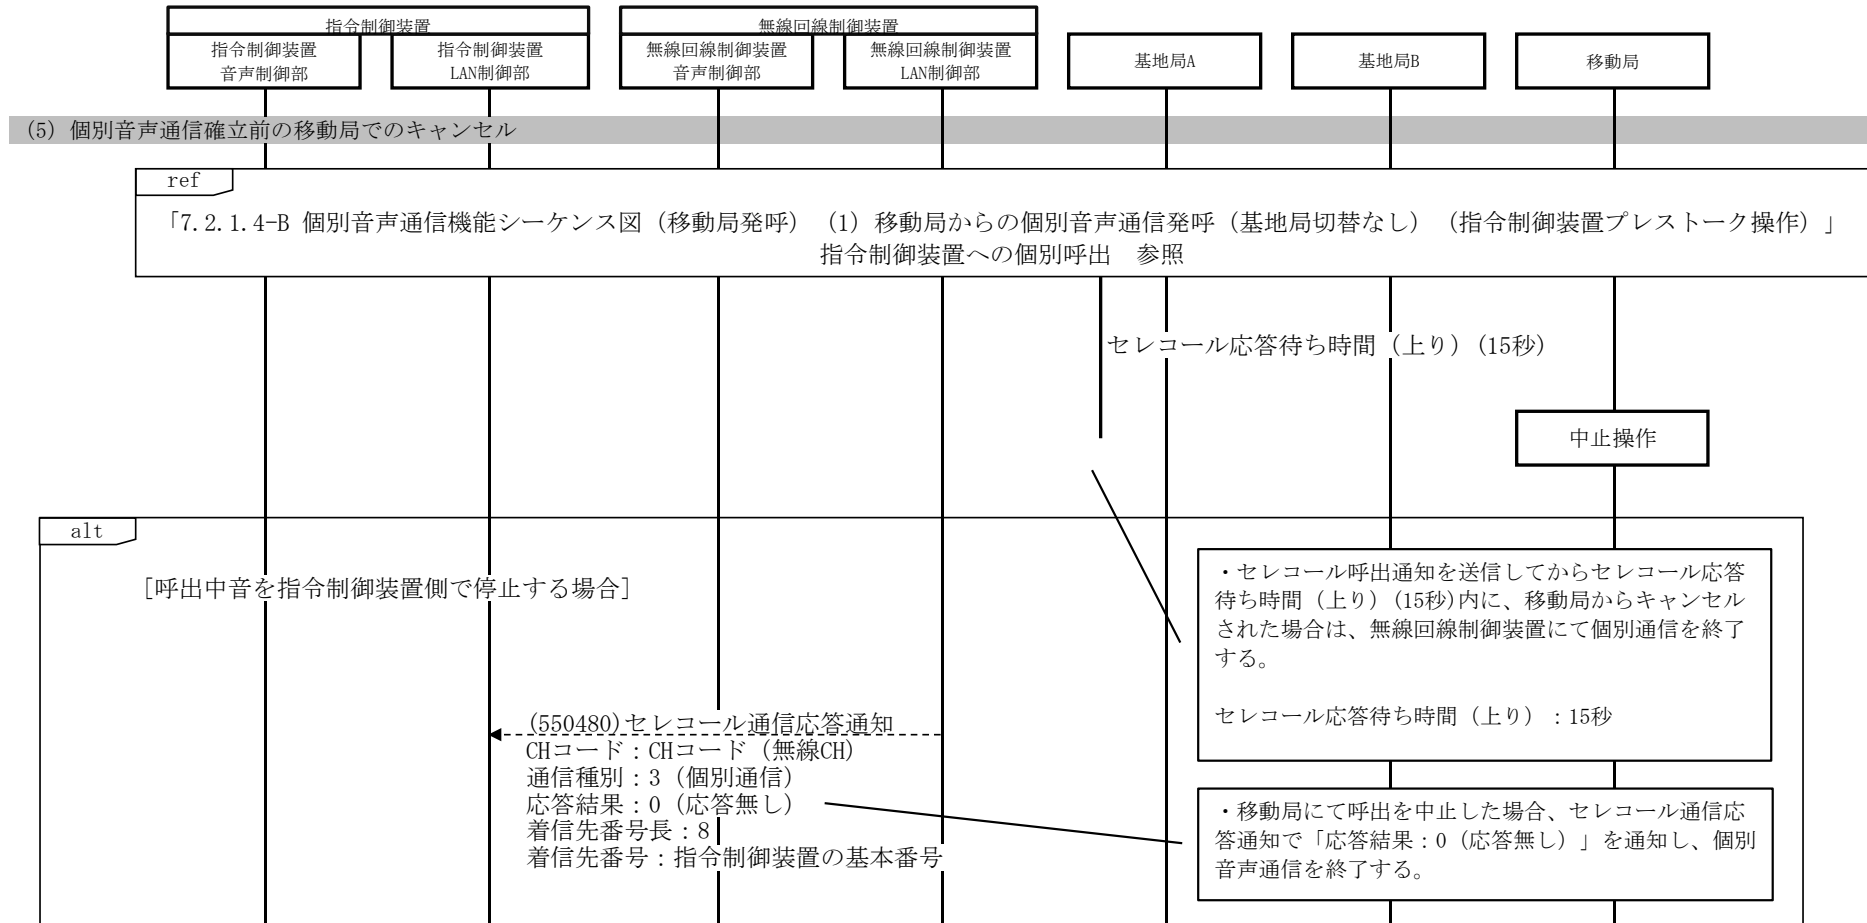 指令制御装置
無線回線制御装置
指令制御装置
音声制御部
指令制御装置
LAN制御部
無線回線制御装置
音声制御部
無線回線制御装置
LAN制御部
基地局A
基地局B
移動局
(5) 個別音声通信確立前の移動局でのキャンセル
ref
「7.2.1.4-B 個別音声通信機能シーケンス図（移動局発呼）（1）移動局からの個別音声通信発呼（基地局切替なし）（指令制御装置プレストーク操作）」
指令制御装置への個別呼出　参照
セレコール応答待ち時間（上り）(15秒)
中止操作
alt
[呼出中音を指令制御装置側で停止する場合]
・セレコール呼出通知を送信してからセレコール応答
待ち時間（上り）(15秒)内に、移動局からキャンセル
された場合は、無線回線制御装置にて個別通信を終了
する。
セレコール応答待ち時間（上り）：15秒
(550480)セレコール通信応答通知
CHコード：CHコード（無線CH）
通信種別：3（個別通信）
応答結果：0（応答無し）
着信先番号長：8
着信先番号：指令制御装置の基本番号
・移動局にて呼出を中止した場合、セレコール通信応
答通知で「応答結果：0（応答無し）」を通知し、個別
音声通信を終了する。